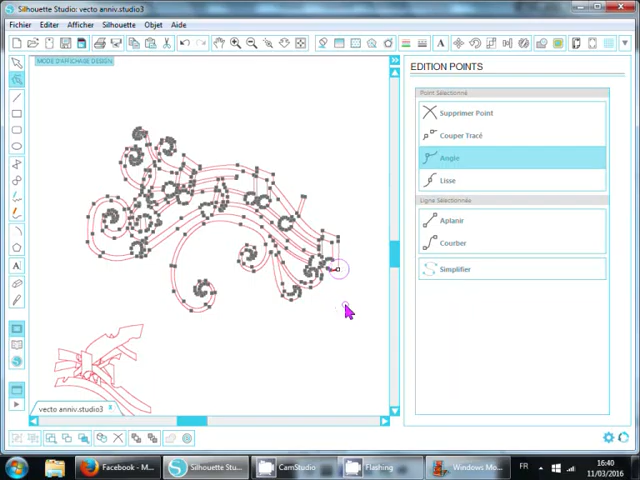 Silhouette Studio: vecto anniv.studio3
Fichier Editer Afficher Silhouette Objet Aide
MODE D'AFFICHAGE DESIGN
EDITION POINTS
Point Sélectionné
Supprimer Point
Couper Tracé
Angle
Lisse
Ligne Sélectionnée
Aplanir
Courber
Simplifier
vecto anniv.studio3
Facebook - M...
Silhouette Stu...
CamStudio
Flashing
Windows Mo...
FR
16:40
11/03/2016